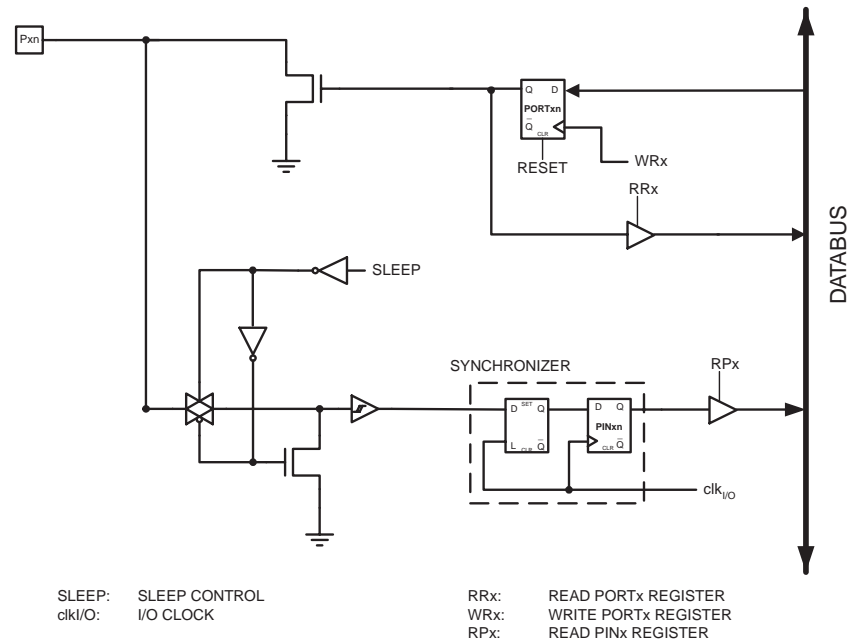 Pxn
Q D
PORTxn
Q
CLR
RESET
WRx
RRx
DATABUS
SLEEP
SYNCHRONIZER
RPx
D SET Q
L CLR Q
D Q
PINxn
CLR Q
clkI/O
SLEEP: SLEEP CONTROL
clkI/O: I/O CLOCK
RRx: READ PORTx REGISTER
WRx: WRITE PORTx REGISTER
RPx: READ PINx REGISTER